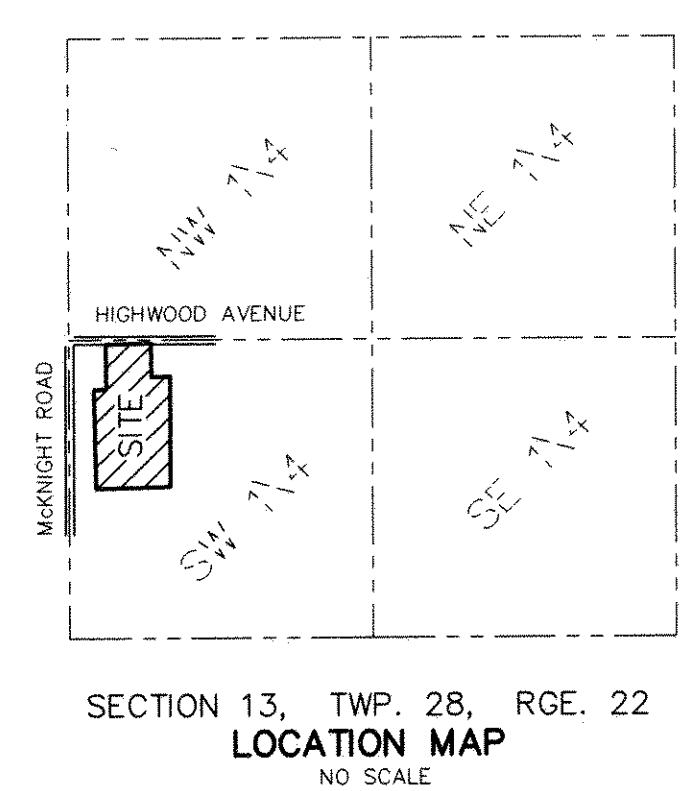 NW 1/4
NE 1/4
HIGHWOOD AVENUE
McKNIGHT ROAD
SITE
SW 1/4
SE 1/4
SECTION 13, TWP. 28, RGE. 22
LOCATION MAP
NO SCALE